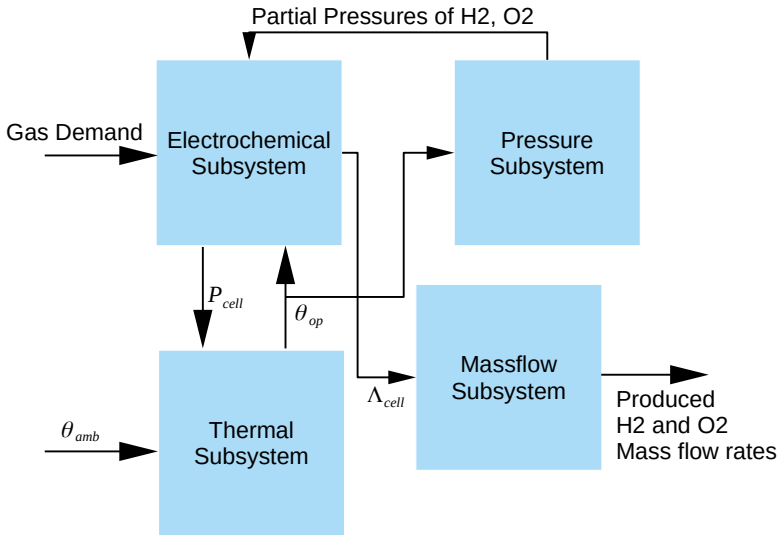 Partial Pressures of H2, O2
Gas Demand
Electrochemical
Subsystem
Pressure
Subsystem
P_cell
θ_op
Massflow
Subsystem
Λ_cell
Produced
H2 and O2
Mass flow rates
θ_amb
Thermal
Subsystem